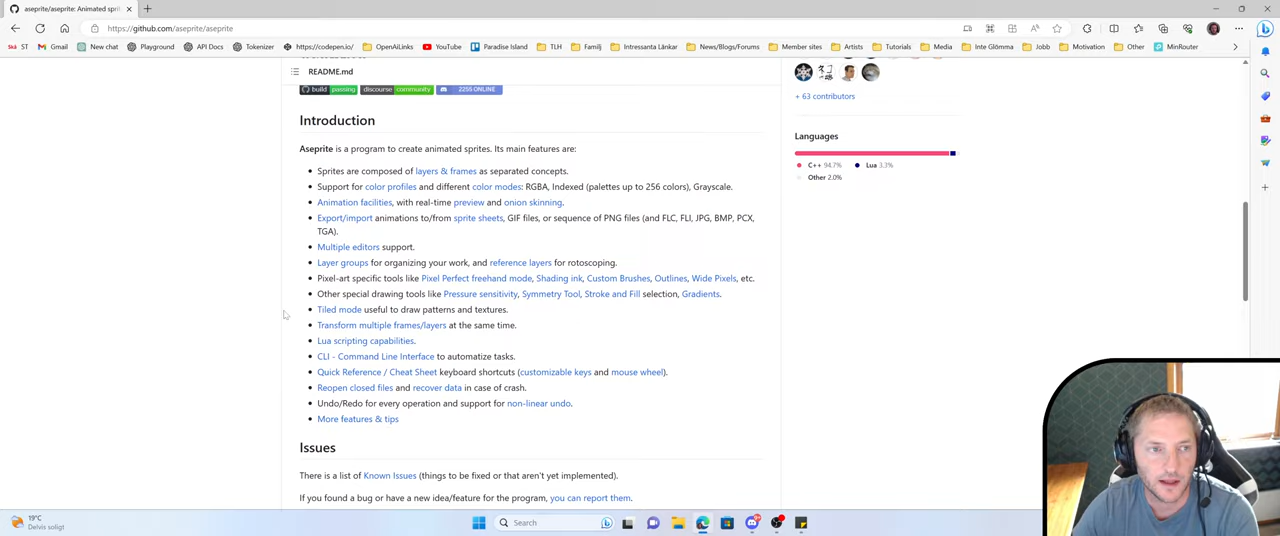 aseprite/aseprite: Animated spri
https://github.com/aseprite/aseprite
ST
Gmail
New chat
Playground
API Docs
Tokenizer
https://codepen.io/
OpenAiLinks
YouTube
Paradise Island
TLH
Familj
Intressanta Länkar
News/Blogs/Forums
Member sites
Artists
Tutorials
Media
Inte Glömma
Jobb
Motivation
Other
MinRouter
README.md
build passing
discourse community
2255 ONLINE
+ 63 contributors
Introduction
Aseprite is a program to create animated sprites. Its main features are:
• Sprites are composed of layers & frames as separated concepts.
• Support for color profiles and different color modes: RGBA, Indexed (palettes up to 256 colors), Grayscale.
• Animation facilities, with real-time preview and onion skinning.
• Export/import animations to/from sprite sheets, GIF files, or sequence of PNG files (and FLC, FLI, JPG, BMP, PCX,
TGA).
• Multiple editors support.
• Layer groups for organizing your work, and reference layers for rotoscoping.
• Pixel-art specific tools like Pixel Perfect freehand mode, Shading ink, Custom Brushes, Outlines, Wide Pixels, etc.
• Other special drawing tools like Pressure sensitivity, Symmetry Tool, Stroke and Fill selection, Gradients.
• Tiled mode useful to draw patterns and textures.
• Transform multiple frames/layers at the same time.
• Lua scripting capabilities.
• CLI - Command Line Interface to automatize tasks.
• Quick Reference / Cheat Sheet keyboard shortcuts (customizable keys and mouse wheel).
• Reopen closed files and recover data in case of crash.
• Undo/Redo for every operation and support for non-linear undo.
• More features & tips
Issues
There is a list of Known Issues (things to be fixed or that aren't yet implemented).
If you found a bug or have a new idea/feature for the program, you can report them.
Languages
C++ 94.7%
Lua 3.3%
Other 2.0%
19°C
Delvis soligt
Search